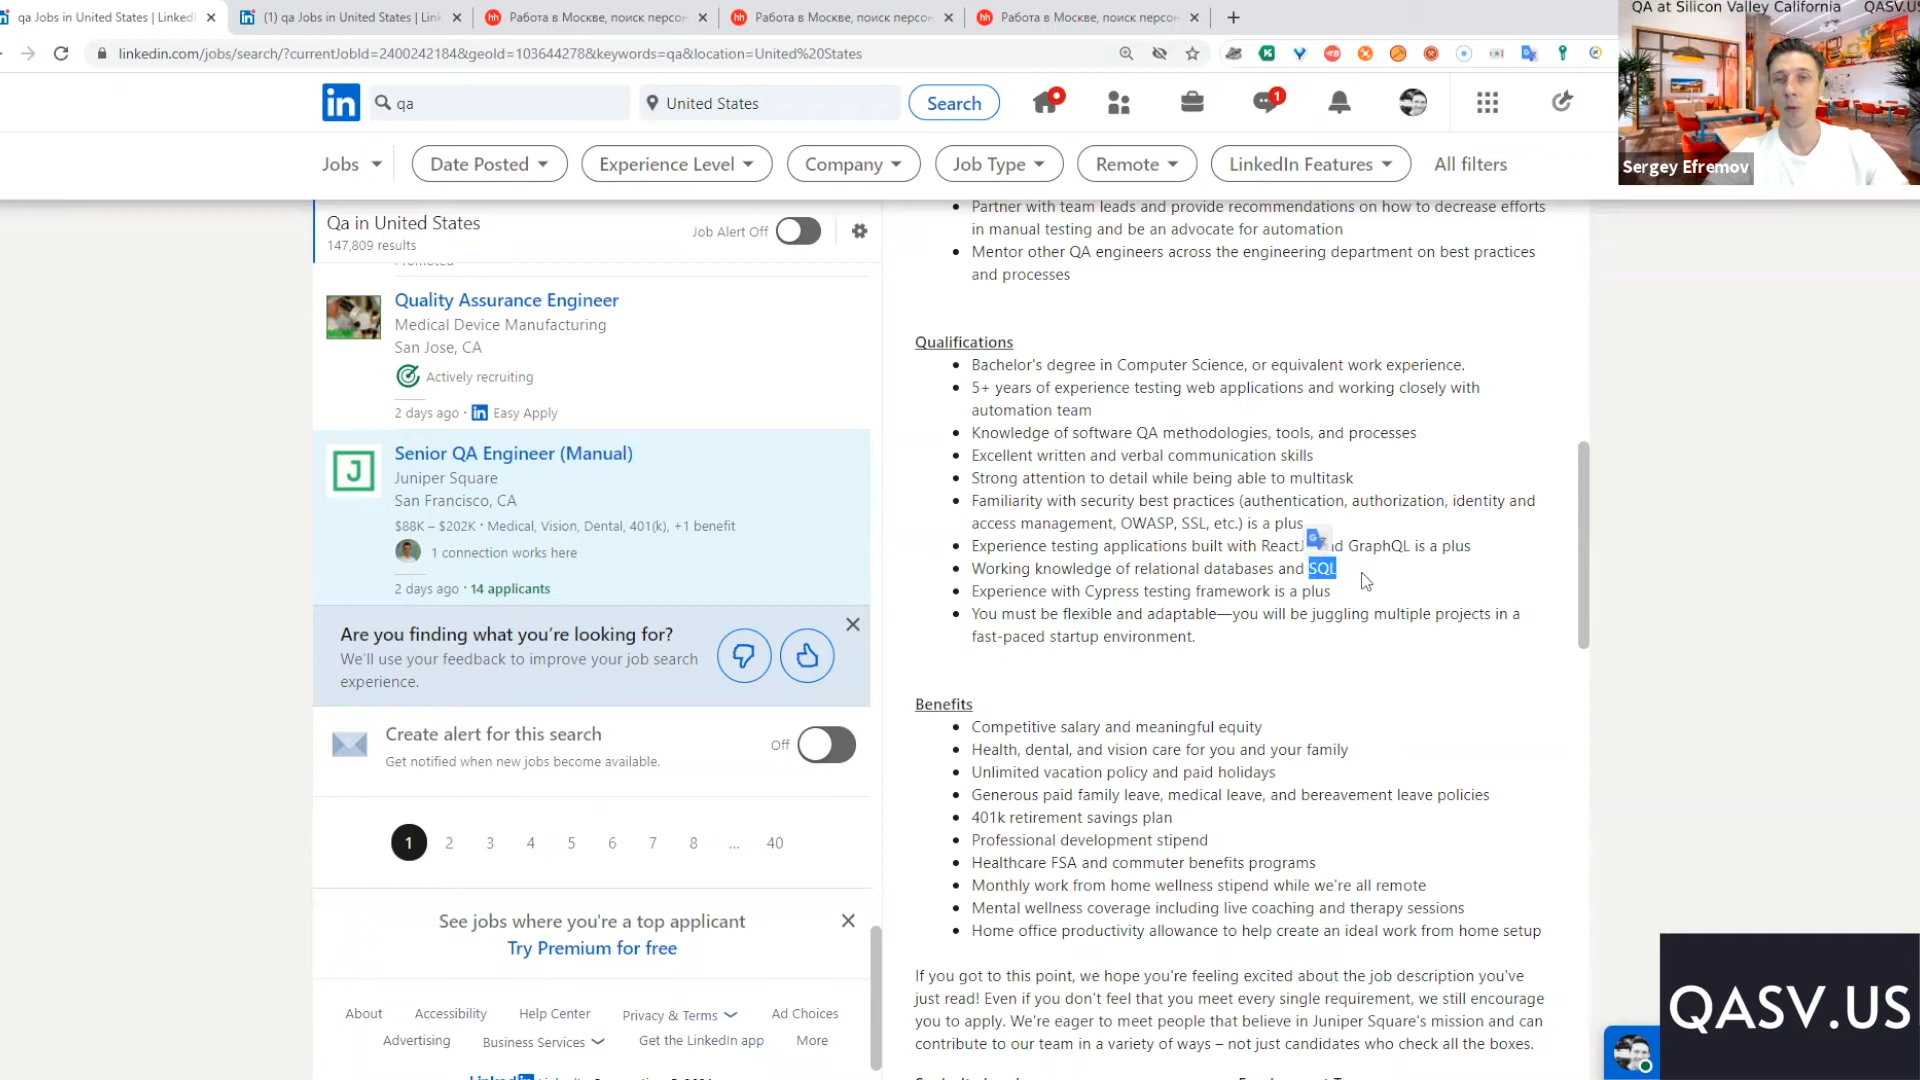 qa Jobs in United States | Linked
(1) qa Jobs in United States | Link
Работа в Москве, поиск персон
Работа в Москве, поиск персон
Работа в Москве, поиск персон
QA at Silicon Valley California
QASV.US
linkedin.com/jobs/search/?currentJobId=2400242184&geoId=103644278&keywords=qa&location=United%20States
in
qa
United States
Search
1
Sergey Efremov
Jobs
Date Posted
Experience Level
Company
Job Type
Remote
LinkedIn Features
All filters
Qa in United States
147,809 results
Job Alert Off
Promoted
Quality Assurance Engineer
Medical Device Manufacturing
San Jose, CA
Actively recruiting
2 days ago · in Easy Apply
J
Senior QA Engineer (Manual)
Juniper Square
San Francisco, CA
$88K – $202K · Medical, Vision, Dental, 401(k), +1 benefit
1 connection works here
2 days ago · 14 applicants
Are you finding what you’re looking for?
We’ll use your feedback to improve your job search
experience.
Create alert for this search
Get notified when new jobs become available.
Off
1 2 3 4 5 6 7 8 … 40
See jobs where you're a top applicant
Try Premium for free
About
Accessibility
Help Center
Privacy & Terms
Ad Choices
Advertising
Business Services
Get the LinkedIn app
More
Partner with team leads and provide recommendations on how to decrease efforts
in manual testing and be an advocate for automation
Mentor other QA engineers across the engineering department on best practices
and processes
Qualifications
Bachelor's degree in Computer Science, or equivalent work experience.
5+ years of experience testing web applications and working closely with
automation team
Knowledge of software QA methodologies, tools, and processes
Excellent written and verbal communication skills
Strong attention to detail while being able to multitask
Familiarity with security best practices (authentication, authorization, identity and
access management, OWASP, SSL, etc.) is a plus
Experience testing applications built with React GraphQL is a plus
Working knowledge of relational databases and SQL
Experience with Cypress testing framework is a plus
You must be flexible and adaptable—you will be juggling multiple projects in a
fast-paced startup environment.
Benefits
Competitive salary and meaningful equity
Health, dental, and vision care for you and your family
Unlimited vacation policy and paid holidays
Generous paid family leave, medical leave, and bereavement leave policies
401k retirement savings plan
Professional development stipend
Healthcare FSA and commuter benefits programs
Monthly work from home wellness stipend while we're all remote
Mental wellness coverage including live coaching and therapy sessions
Home office productivity allowance to help create an ideal work from home setup
If you got to this point, we hope you're feeling excited about the job description you've
just read! Even if you don't feel that you meet every single requirement, we still encourage
you to apply. We're eager to meet people that believe in Juniper Square's mission and can
contribute to our team in a variety of ways – not just candidates who check all the boxes.
QASV.US